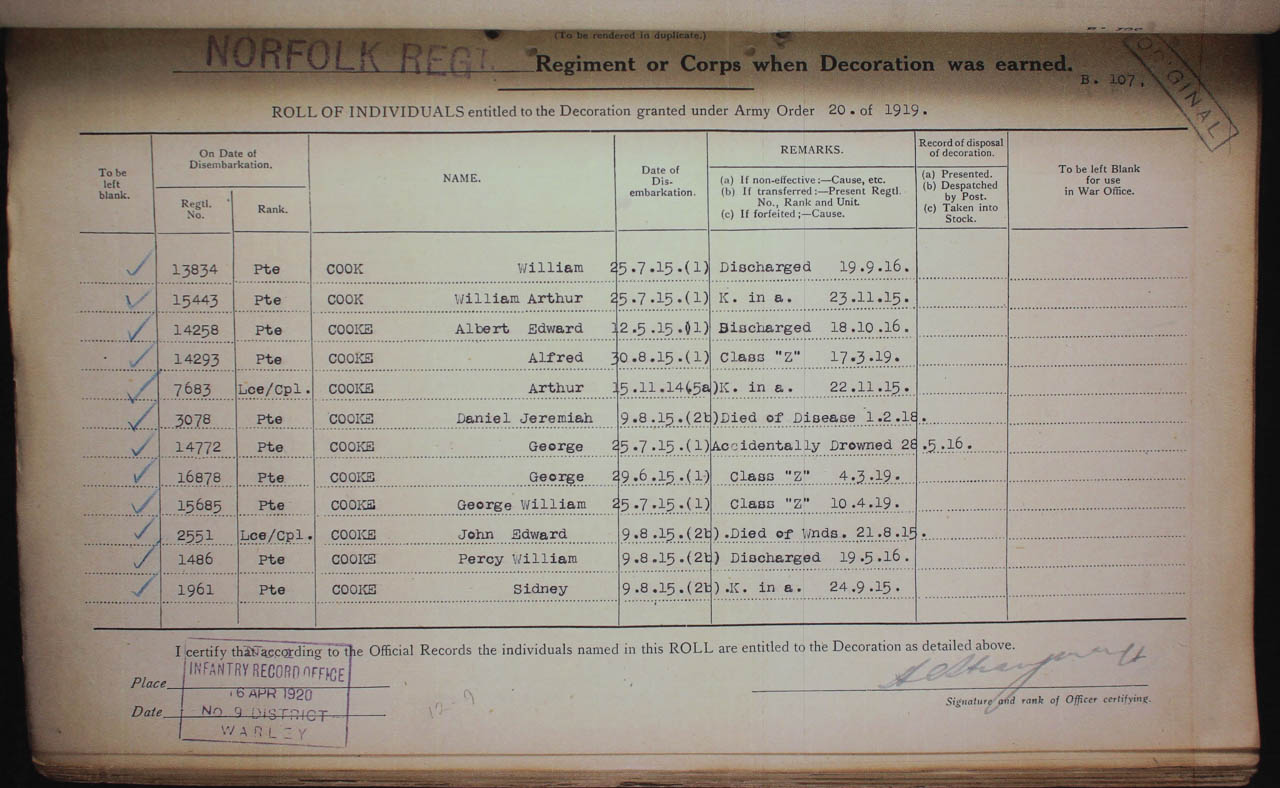 (To be rendered in duplicate.)
NORFOLK REGT. Regiment or Corps when Decoration was earned.
B. 107.
ORIGINAL
ROLL OF INDIVIDUALS entitled to the Decoration granted under Army Order 20. of 1919.
To be left blank.
On Date of Disembarkation.
Regtl. No.
Rank.
NAME.
Date of Dis-embarkation.
REMARKS.
(a) If non-effective:—Cause, etc.
(b) If transferred:—Present Regtl. No., Rank and Unit.
(c) If forfeited;—Cause.
Record of disposal of decoration.
(a) Presented.
(b) Despatched by Post.
(c) Taken into Stock.
To be left Blank for use in War Office.
13834 Pte COOK William 25.7.15.(1) Discharged 19.9.16.
15443 Pte COOK William Arthur 25.7.15.(1) K. in a. 23.11.15.
14258 Pte COOKE Albert Edward 12.5.15.(1) Discharged 18.10.16.
14293 Pte COOKE Alfred 30.8.15.(1) Class "Z" 17.3.19.
7683 Lce/Cpl. COOKE Arthur 15.11.14(5a)K. in a. 22.11.15.
3078 Pte COOKE Daniel Jeremiah 9.8.15.(2b)Died of Disease 1.2.18.
14772 Pte COOKE George 25.7.15.(1)Accidentally Drowned 28.5.16.
16878 Pte COOKE George 29.6.15.(1) Class "Z" 4.3.19.
15685 Pte COOKE George William 25.7.15.(1) Class "Z" 10.4.19.
2551 Lce/Cpl. COOKE John Edward 9.8.15.(2b).Died of Wnds. 21.8.15.
1486 Pte COOKE Percy William 9.8.15.(2b) Discharged 19.5.16.
1961 Pte COOKE Sidney 9.8.15.(2b).K. in a. 24.9.15.
I certify that according to the Official Records the individuals named in this ROLL are entitled to the Decoration as detailed above.
INFANTRY RECORD OFFICE
Place
16 APR 1920
Signature and rank of Officer certifying.
Date
No. 9 DISTRICT
WARLEY
12-9